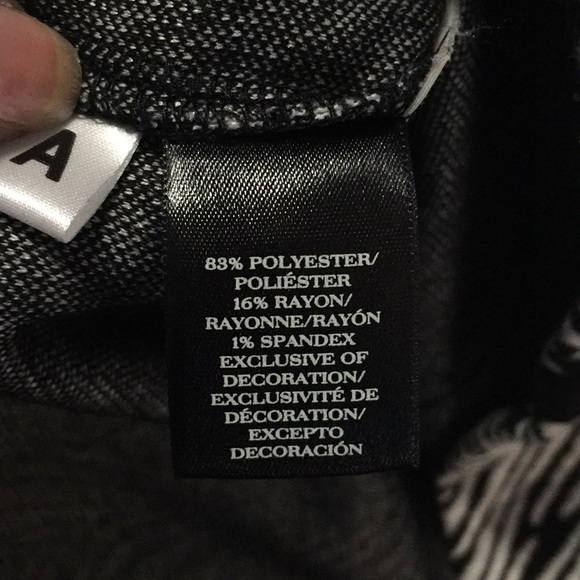 A
83% POLYESTER/
POLIÉSTER
16% RAYON/
RAYONNE/RAYÓN
1% SPANDEX
EXCLUSIVE OF
DECORATION/
EXCLUSIVITÉ DE
DÉCORATION/
EXCEPTO
DECORACIÓN